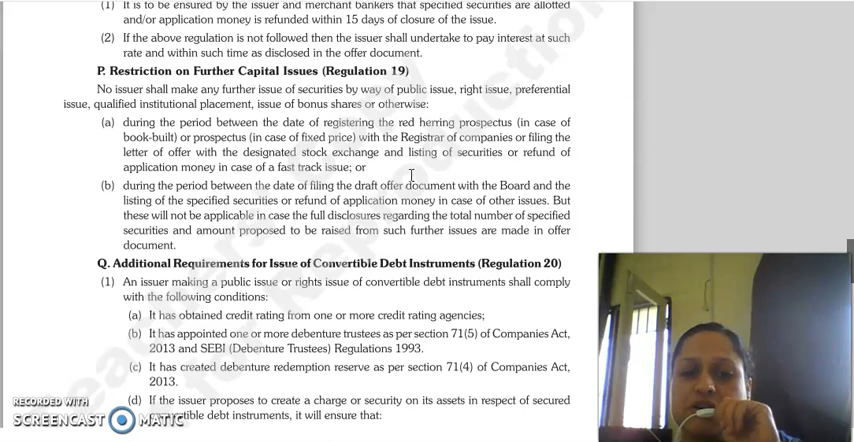 (1) It is to be ensured by the issuer and merchant bankers that specified securities are allotted
and/or application money is refunded within 15 days of closure of the issue.
(2) If the above regulation is not followed then the issuer shall undertake to pay interest at such
rate and within such time as disclosed in the offer document.
P. Restriction on Further Capital Issues (Regulation 19)
No issuer shall make any further issue of securities by way of public issue, right issue, preferential
issue, qualified institutional placement, issue of bonus shares or otherwise:
(a) during the period between the date of registering the red herring prospectus (in case of
book-built) or prospectus (in case of fixed price) with the Registrar of companies or filing the
letter of offer with the designated stock exchange and listing of securities or refund of
application money in case of a fast track issue; or
(b) during the period between the date of filing the draft offer document with the Board and the
listing of the specified securities or refund of application money in case of other issues. But
these will not be applicable in case the full disclosures regarding the total number of specified
securities and amount proposed to be raised from such further issues are made in offer
document.
Q. Additional Requirements for Issue of Convertible Debt Instruments (Regulation 20)
(1) An issuer making a public issue or rights issue of convertible debt instruments shall comply
with the following conditions:
(a) It has obtained credit rating from one or more credit rating agencies;
(b) It has appointed one or more debenture trustees as per section 71(5) of Companies Act,
2013 and SEBI (Debenture Trustees) Regulations 1993.
(c) It has created debenture redemption reserve as per section 71(4) of Companies Act,
2013.
(d) If the issuer proposes to create a charge or security on its assets in respect of secured
debt instruments, it will ensure that:
RECORDED WITH
SCREENCAST MATIC